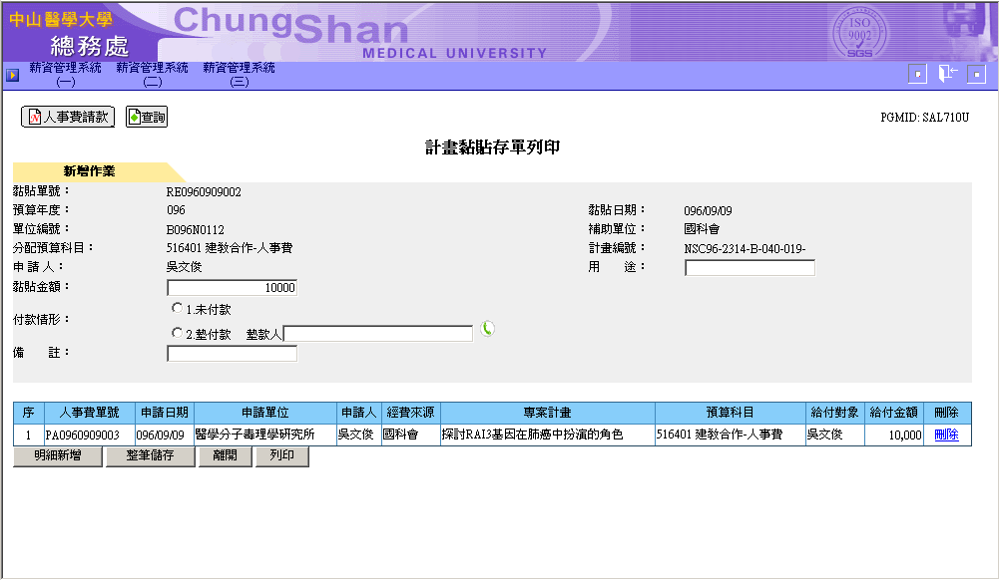 中山醫學大學
總務處
ChungShan
MEDICAL UNIVERSITY
ISO
9002
SGS
薪資管理系統(一) 薪資管理系統(二) 薪資管理系統(三)
人事費請款 查詢 PGMID: SAL710U
計畫黏貼存單列印
新增作業
黏貼單號： RE0960909002
預算年度： 096 黏貼日期： 096/09/09
單位編號： B096N0112 補助單位： 國科會
分配預算科目： 516401 建教合作-人事費 計畫編號： NSC96-2314-B-040-019-
申請人： 吳文俊 用 途：
黏貼金額： 10000
付款情形： 1.未付款
2.墊付款 墊款人
備 註：
序 人事費單號 申請日期 申請單位 申請人 經費來源 專案計畫 預算科目 給付對象 給付金額 刪除
1 PA0960909003 096/09/09 醫學分子毒理學研究所 吳文俊 國科會 探討RAI3基因在肺癌中扮演的角色 516401 建教合作-人事費 吳文俊 10,000 刪除
明細新增 整筆儲存 離開 列印